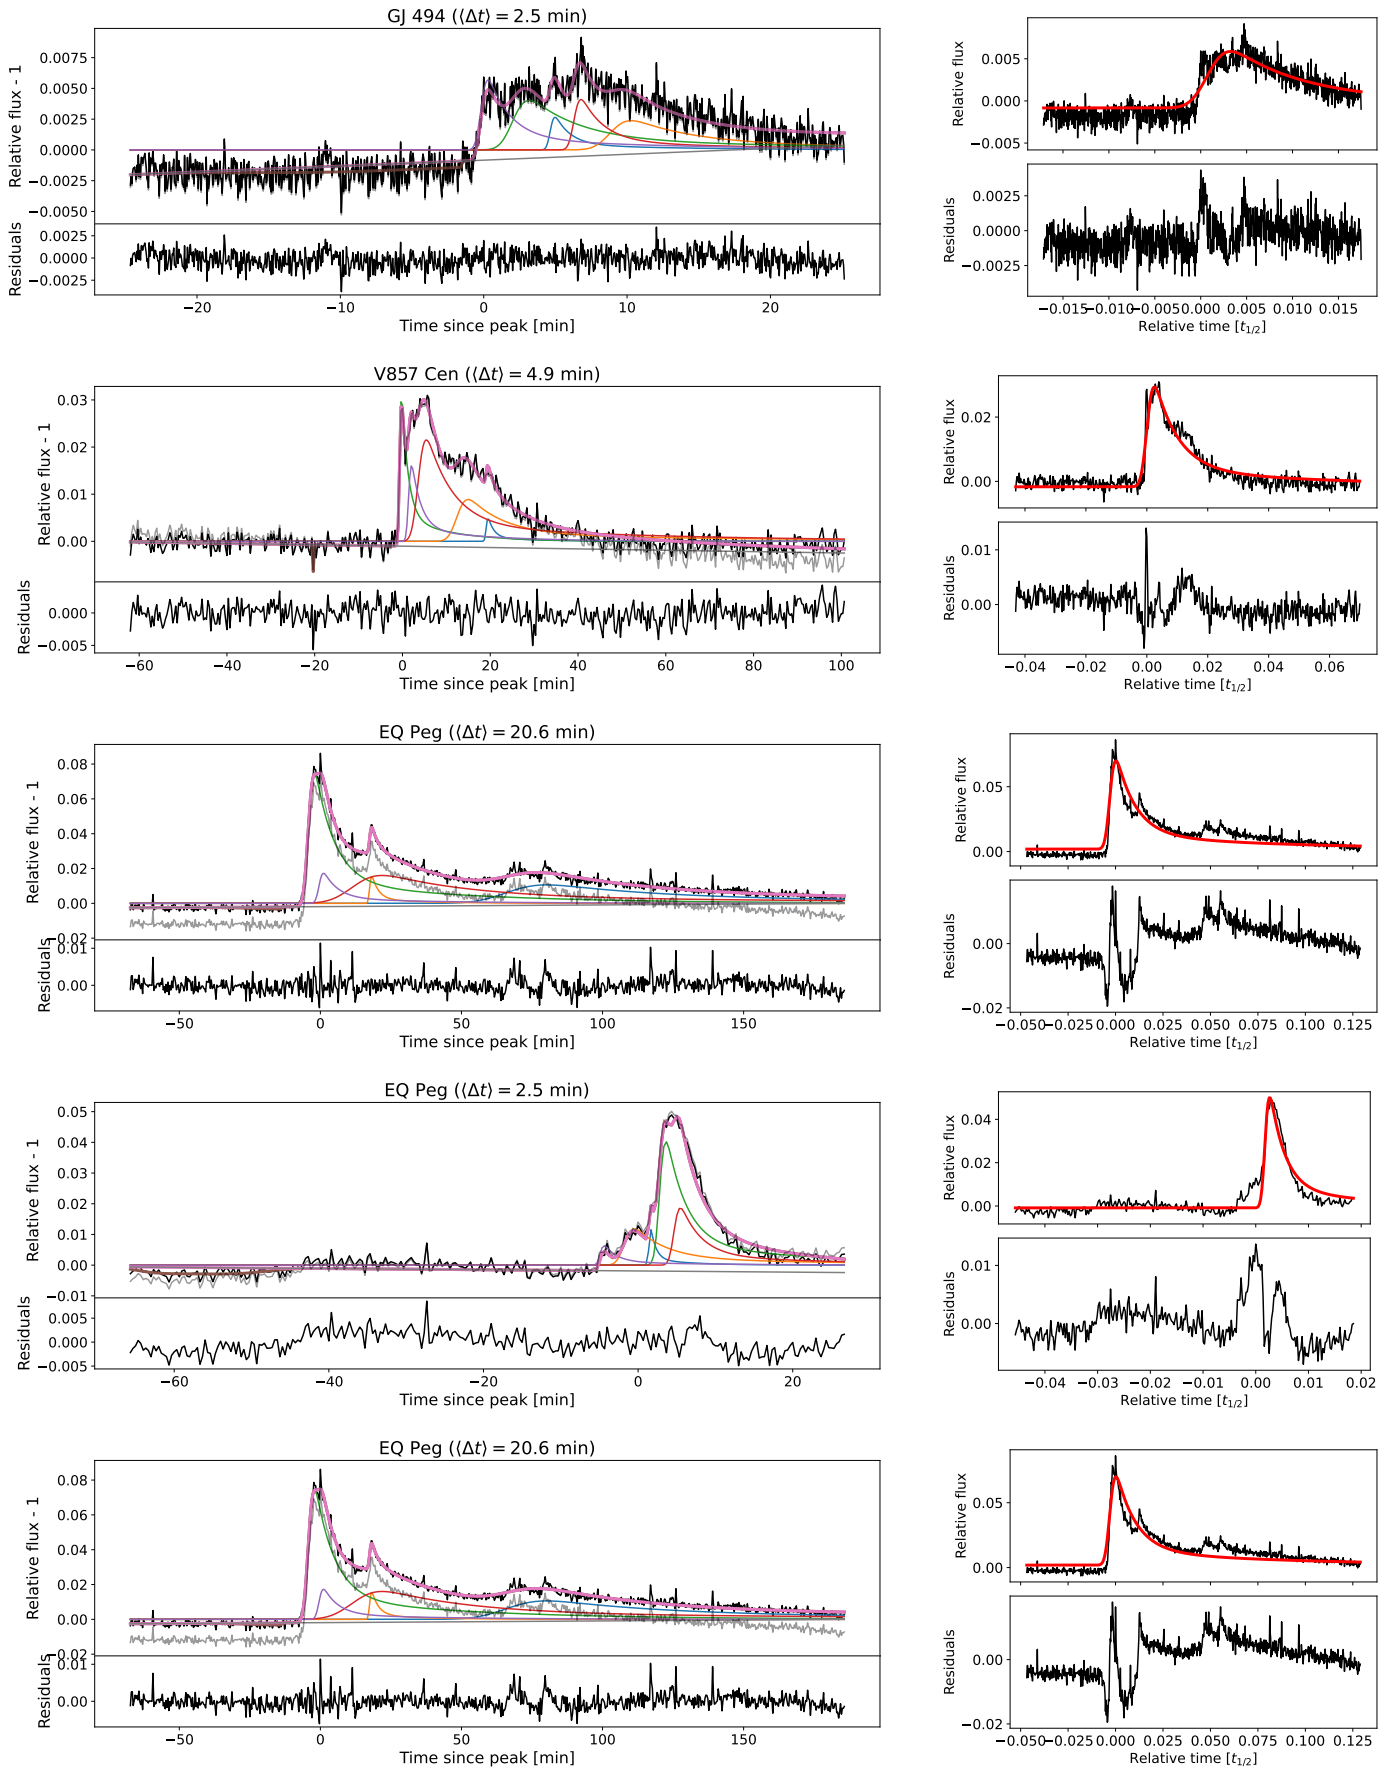 GJ 494 (⟨Δt⟩ = 2.5 min)
Relative flux - 1
0.0075
0.0050
0.0025
0.0000
−0.0025
−0.0050
Residuals
0.0025
0.0000
−0.0025
−20 −10 0 10 20
Time since peak [min]
Relative flux
0.005
0.000
−0.005
Residuals
0.0025
0.0000
−0.0025
−0.015 −0.010 −0.005 0.000 0.005 0.010 0.015
Relative time [t1/2]
V857 Cen (⟨Δt⟩ = 4.9 min)
Relative flux - 1
0.03
0.02
0.01
0.00
Residuals
0.000
−0.005
−60 −40 −20 0 20 40 60 80 100
Time since peak [min]
Relative flux
0.02
0.00
Residuals
0.01
0.00
−0.04 −0.02 0.00 0.02 0.04 0.06
Relative time [t1/2]
EQ Peg (⟨Δt⟩ = 20.6 min)
Relative flux - 1
0.08
0.06
0.04
0.02
0.00
−0.02
Residuals
0.01
0.00
−50 0 50 100 150
Time since peak [min]
Relative flux
0.05
0.00
Residuals
0.00
−0.02
−0.050 −0.025 0.000 0.025 0.050 0.075 0.100 0.125
Relative time [t1/2]
EQ Peg (⟨Δt⟩ = 2.5 min)
Relative flux - 1
0.05
0.04
0.03
0.02
0.01
0.00
−0.01
Residuals
0.005
0.000
−0.005
−60 −40 −20 0 20
Time since peak [min]
Relative flux
0.04
0.02
0.00
Residuals
0.01
0.00
−0.04 −0.03 −0.02 −0.01 0.00 0.01 0.02
Relative time [t1/2]
EQ Peg (⟨Δt⟩ = 20.6 min)
Relative flux - 1
0.08
0.06
0.04
0.02
0.00
−0.02
Residuals
0.01
0.00
−50 0 50 100 150
Time since peak [min]
Relative flux
0.05
0.00
Residuals
0.00
−0.02
−0.050 −0.025 0.000 0.025 0.050 0.075 0.100 0.125
Relative time [t1/2]